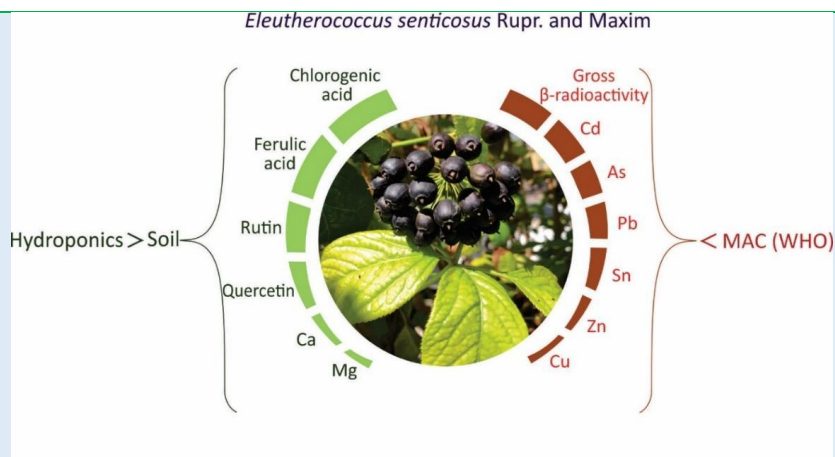 Eleutherococcus senticosus Rupr. and Maxim
Chlorogenic
acid
Ferulic
acid
Rutin
Quercetin
Ca
Mg
Hydroponics > Soil
Gross
β-radioactivity
Cd
As
Pb
Sn
Zn
Cu
< MAC (WHO)